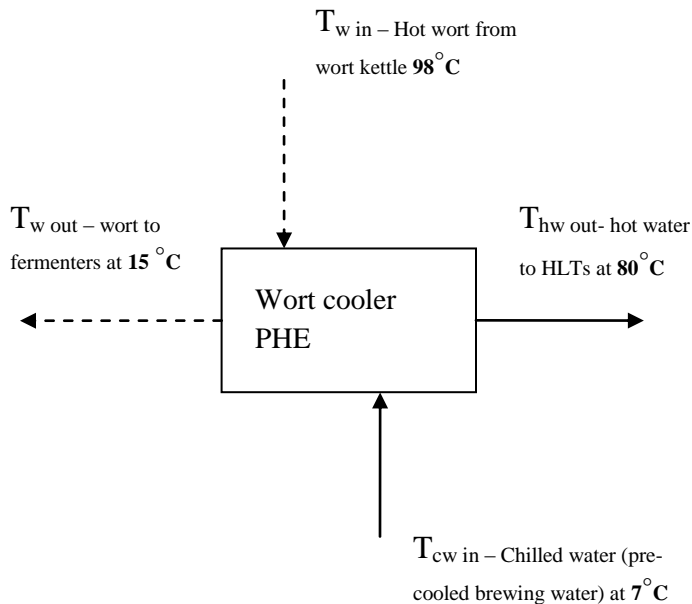 T w in – Hot wort from
wort kettle 98°C
T w out – wort to
fermenters at 15 °C
T hw out- hot water
to HLTs at 80°C
Wort cooler
PHE
T cw in – Chilled water (pre-
cooled brewing water) at 7°C